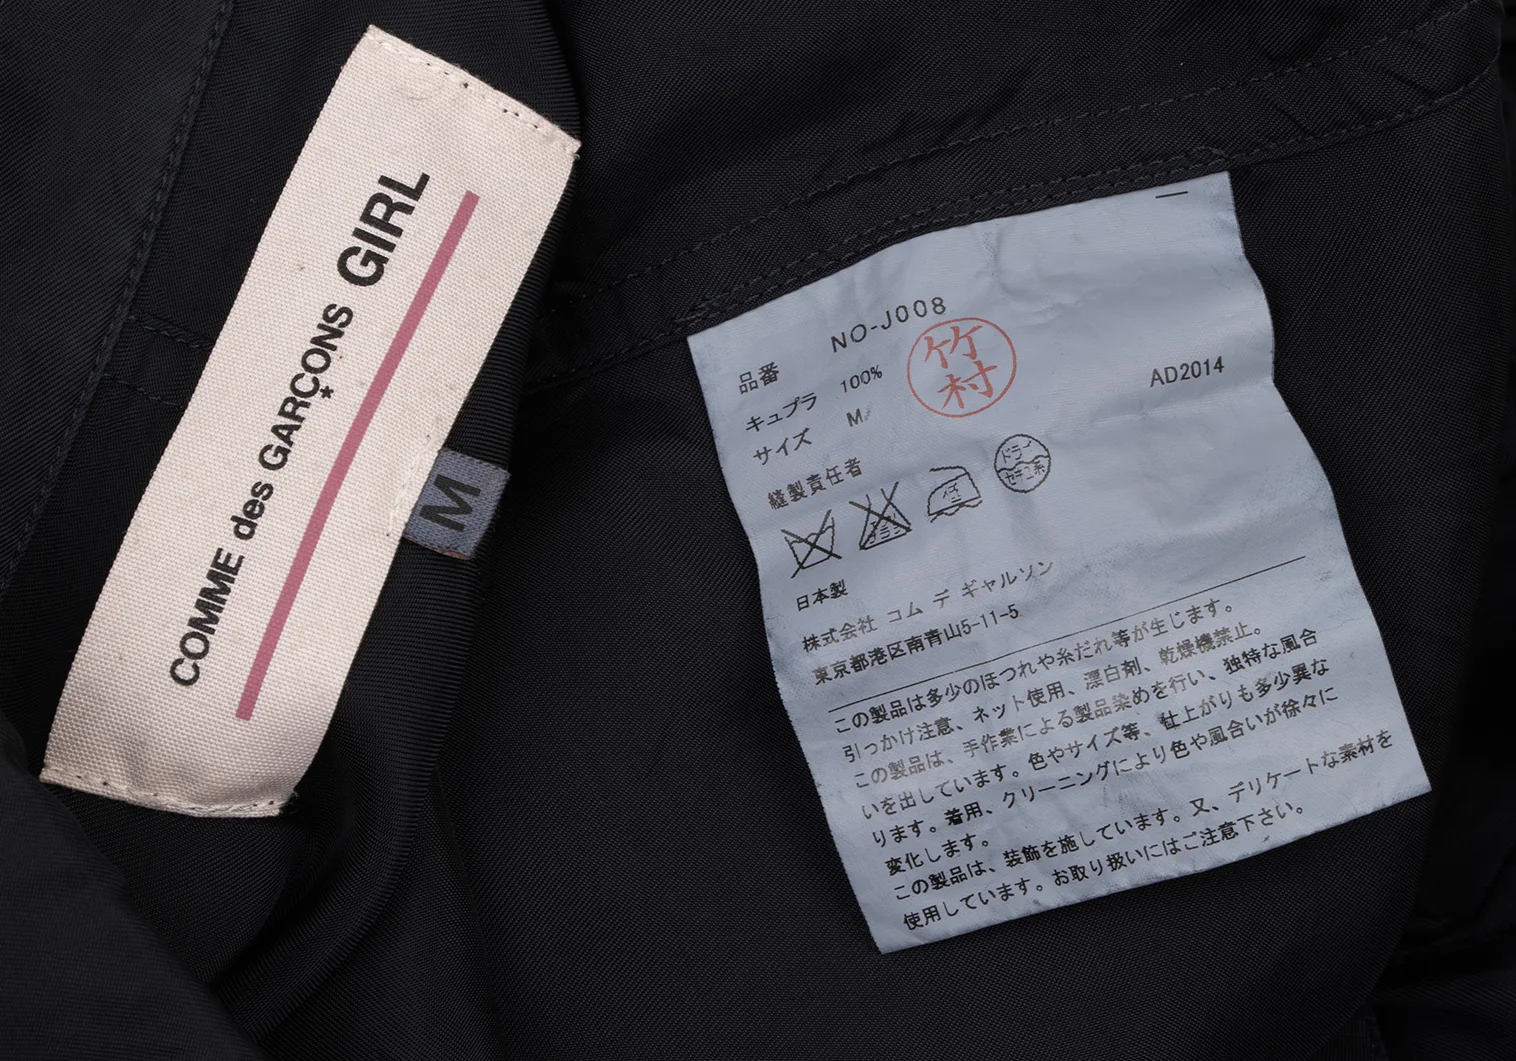 COMME des GARÇONS GIRL
M
品番 NO-J008
キュプラ 100%
サイズ M
竹村
AD2014
縫製責任者
ドライ
セキユ系
日本製
株式会社 コム デ ギャルソン
東京都港区南青山5-11-5
この製品は多少のほつれや糸だれ等が生じます。
引っかけ注意、ネット使用、漂白剤、乾燥機禁止。
この製品は、手作業による製品染めを行い、独特な風合
いを出しています。色やサイズ等、仕上がりも多少異な
ります。着用、クリーニングにより色や風合いが徐々に
変化します。
この製品は、装飾を施しています。又、デリケートな素材を
使用しています。お取り扱いにはご注意下さい。